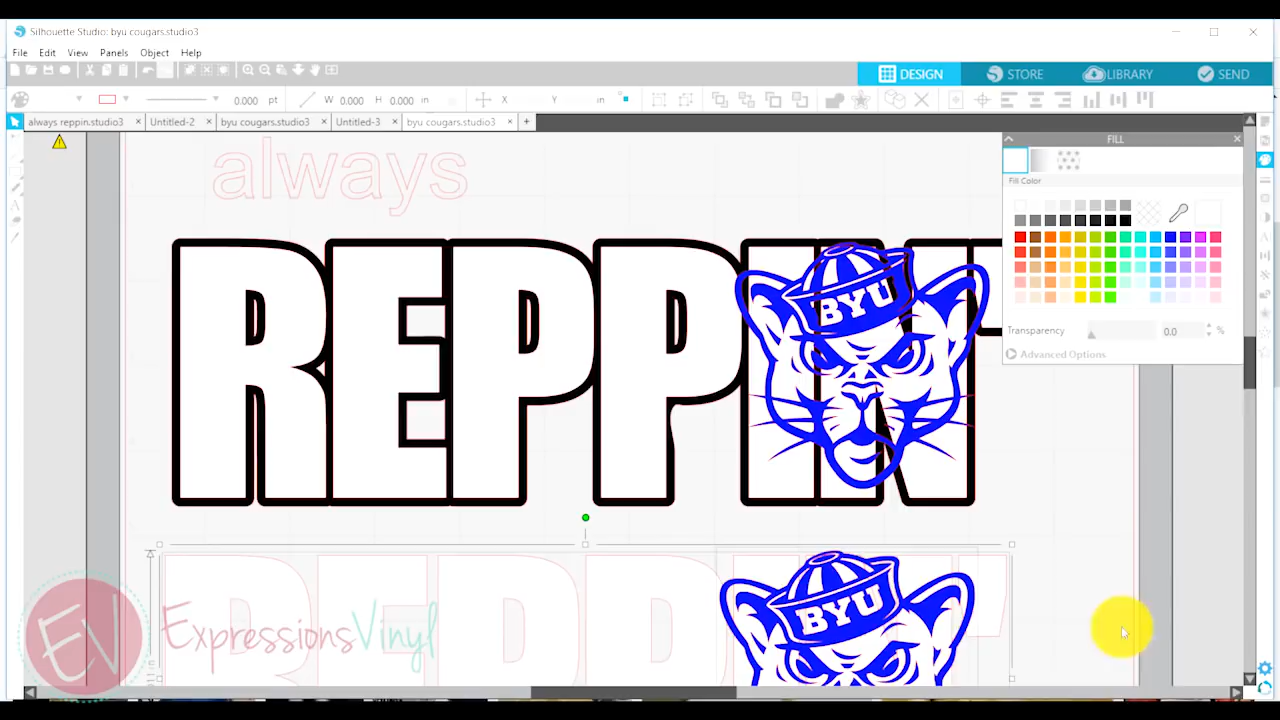 Silhouette Studio: byu cougars.studio3
File Edit View Panels Object Help
DESIGN STORE LIBRARY SEND
0.000 pt W 0.000 H 0.000 in X Y in
always reppin.studio3 × Untitled-2 × byu cougars.studio3 × Untitled-3 × byu cougars.studio3 × +
FILL
Fill Color
always
REPPIN'
BYU
Transparency 0.0 %
Advanced Options
REPPIN'
BYU
EV ExpressionsVinyl